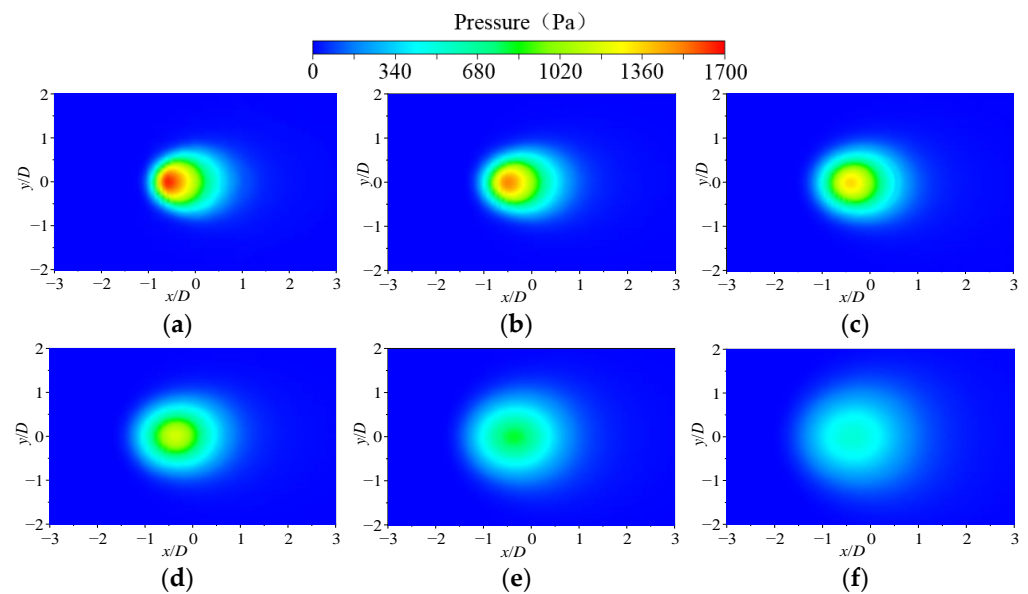 Pressure（Pa）
0 340 680 1020 1360 1700
2 1 0 −1 −2 y/D
−3 −2 −1 0 1 2 3
x/D
(a)
2 1 0 −1 −2 y/D
−3 −2 −1 0 1 2 3
x/D
(b)
2 1 0 −1 −2 y/D
−3 −2 −1 0 1 2 3
x/D
(c)
2 1 0 −1 −2 y/D
−3 −2 −1 0 1 2 3
x/D
(d)
2 1 0 −1 −2 y/D
−3 −2 −1 0 1 2 3
x/D
(e)
2 1 0 −1 −2 y/D
−3 −2 −1 0 1 2 3
x/D
(f)